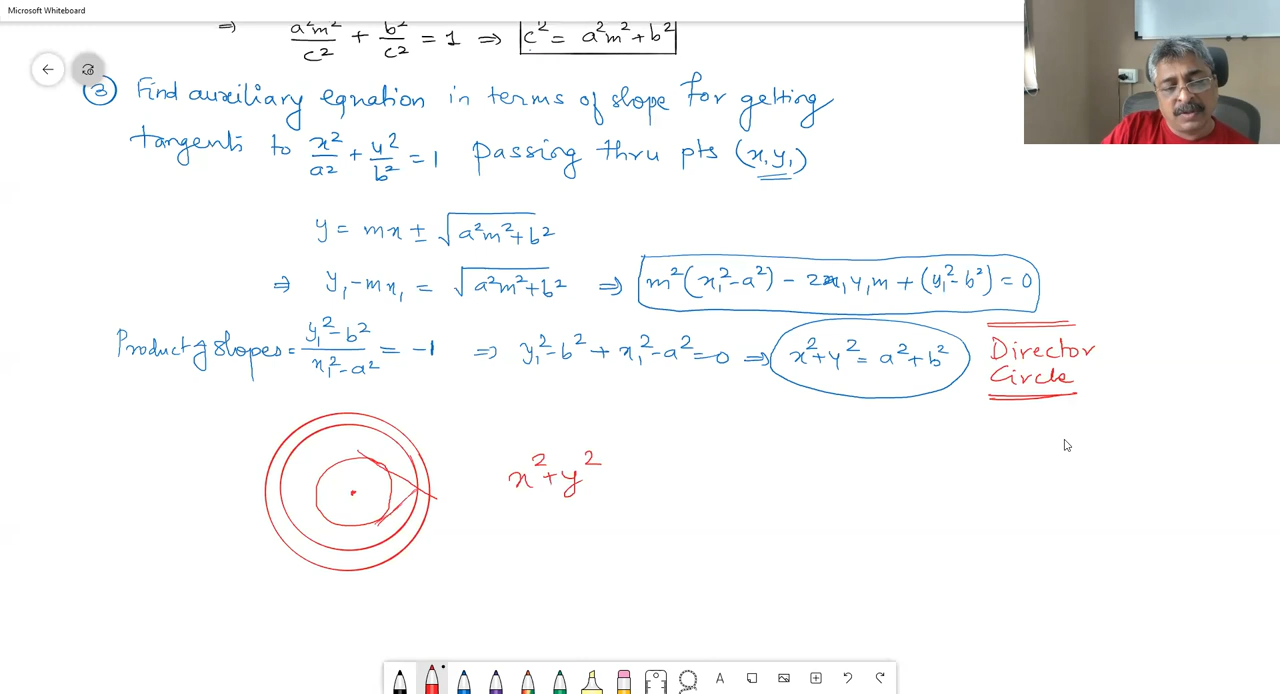 Microsoft Whiteboard
⇒ a²m²/c² + b²/c² = 1 ⇒ c² = a²m² + b²
③ Find auxiliary equation in terms of slope for getting
tangents to x²/a² + y²/b² = 1 passing thru pts (x₁y₁)
y = mx ± √(a²m² + b²)
⇒ y₁ - mx₁ = √(a²m² + b²) ⇒ m²(x₁² - a²) - 2x₁y₁m + (y₁² - b²) = 0
Product of slopes = (y₁² - b²)/(x₁² - a²) = -1 ⇒ y₁² - b² + x₁² - a² = 0 ⇒ x² + y² = a² + b² Director
Circle
x² + y²
A